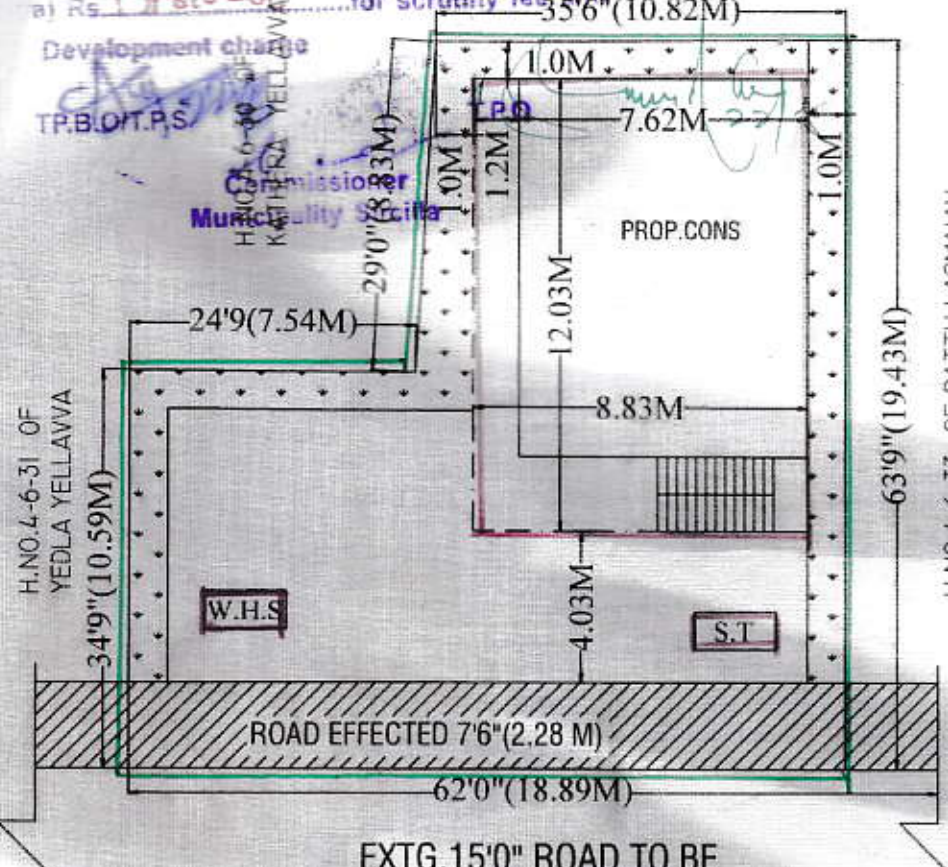 for scrutiny fee
35'6"(10.82M)
Development charge
T.P.B.O/T.P.S.
Commissioner
Municipality Sircilla
T.P.O
1.0M
7.62M
1.0M
1.2M
1.0M
29'0"(8.83M)
PROP.CONS
12.03M
24'9(7.54M)
8.83M
63'9"(19.43M)
H.NO.4-6-31 OF
YEDLA YELLAVVA
34'9"(10.59M)
W.H.S
4.03M
S.T
ROAD EFFECTED 7'6"(2.28 M)
62'0"(18.89M)
EXTG 15'0" ROAD TO BE